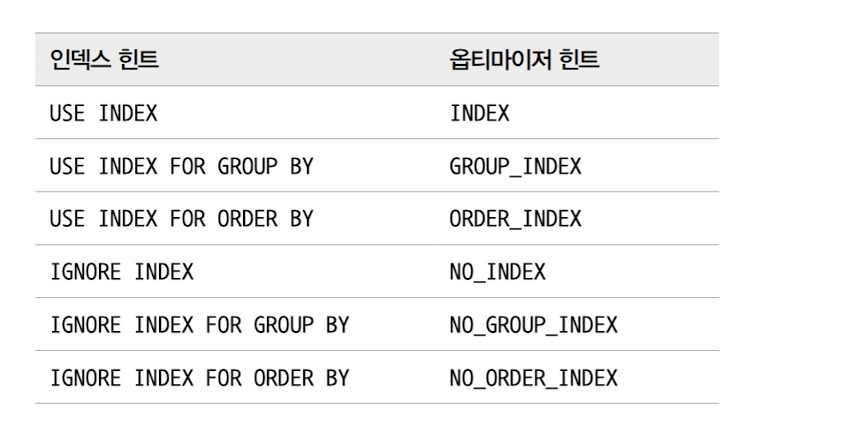 인덱스 힌트 옵티마이저 힌트
USE INDEX INDEX
USE INDEX FOR GROUP BY GROUP_INDEX
USE INDEX FOR ORDER BY ORDER_INDEX
IGNORE INDEX NO_INDEX
IGNORE INDEX FOR GROUP BY NO_GROUP_INDEX
IGNORE INDEX FOR ORDER BY NO_ORDER_INDEX